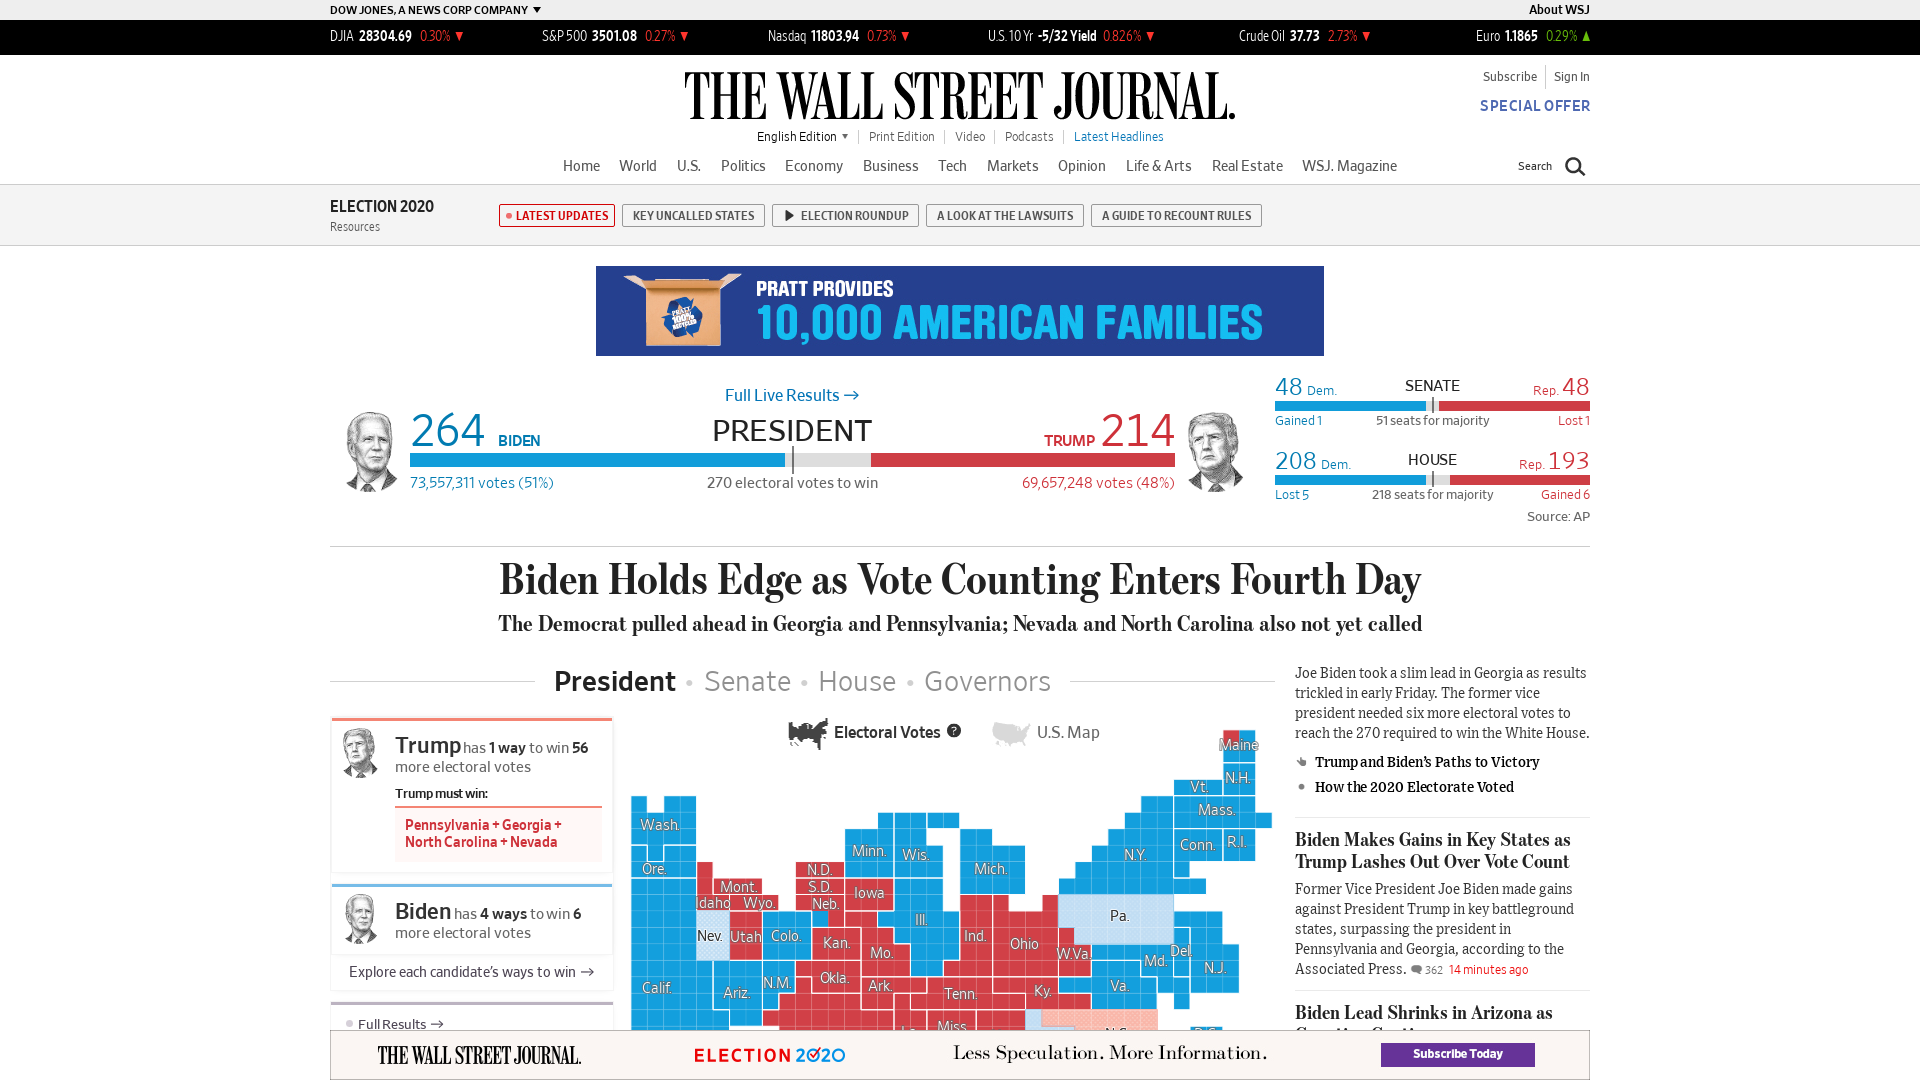 DOW JONES, A NEWS CORP COMPANY
About WSJ
DJIA 28304.69 0.30%
S&P 500 3501.08 0.27%
Nasdaq 11803.94 0.73%
U.S. 10 Yr -5/32 Yield 0.826%
Crude Oil 37.73 2.73%
Euro 1.1865 0.29%
THE WALL STREET JOURNAL.
Subscribe
Sign In
SPECIAL OFFER
English Edition
Print Edition
Video
Podcasts
Latest Headlines
Home
World
U.S.
Politics
Economy
Business
Tech
Markets
Opinion
Life & Arts
Real Estate
WSJ. Magazine
Search
ELECTION 2020
Resources
LATEST UPDATES
KEY UNCALLED STATES
ELECTION ROUNDUP
A LOOK AT THE LAWSUITS
A GUIDE TO RECOUNT RULES
PRATT PROVIDES
10,000 AMERICAN FAMILIES
PRATT
100%
RECYCLED
Full Live Results
264 BIDEN
PRESIDENT
TRUMP 214
73,557,311 votes (51%)
270 electoral votes to win
69,657,248 votes (48%)
48 Dem.
SENATE
Rep. 48
Gained 1
51 seats for majority
Lost 1
208 Dem.
HOUSE
Rep. 193
Lost 5
218 seats for majority
Gained 6
Source: AP
Biden Holds Edge as Vote Counting Enters Fourth Day
The Democrat pulled ahead in Georgia and Pennsylvania; Nevada and North Carolina also not yet called
President
Senate
House
Governors
Trump has 1 way to win 56
more electoral votes
Trump must win:
Pennsylvania + Georgia +
North Carolina + Nevada
Biden has 4 ways to win 6
more electoral votes
Explore each candidate's ways to win
Full Results
Electoral Votes ?
U.S. Map
Maine
N.H.
Vt.
Mass.
Wash.
Minn.
Wis.
N.Y.
Conn.
R.I.
Ore.
N.D.
Mich.
Mont.
S.D.
Iowa
Idaho
Wyo.
Neb.
Ill.
Pa.
Nev.
Utah
Colo.
Kan.
Mo.
Ind.
Ohio
W.Va.
Md.
Del.
N.J.
Calif.
Ariz.
N.M.
Okla.
Ark.
Tenn.
Ky.
Va.
Miss.
Joe Biden took a slim lead in Georgia as results
trickled in early Friday. The former vice
president needed six more electoral votes to
reach the 270 required to win the White House.
Trump and Biden's Paths to Victory
How the 2020 Electorate Voted
Biden Makes Gains in Key States as
Trump Lashes Out Over Vote Count
Former Vice President Joe Biden made gains
against President Trump in key battleground
states, surpassing the president in
Pennsylvania and Georgia, according to the
Associated Press. 362 14 minutes ago
Biden Lead Shrinks in Arizona as
THE WALL STREET JOURNAL.
ELECTION 2020
Less Speculation. More Information.
Subscribe Today